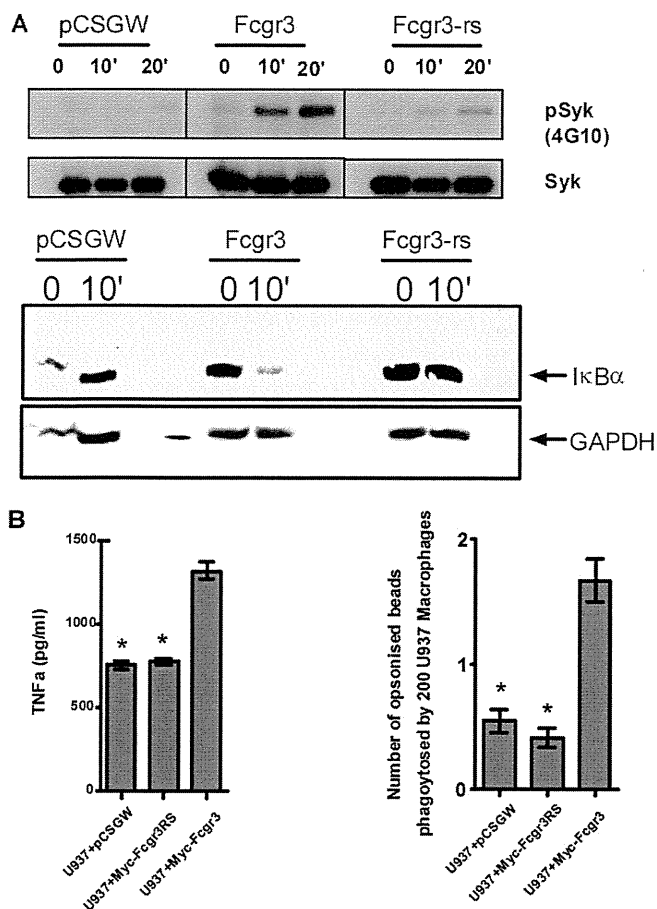 A
pCSGW Fcgr3 Fcgr3-rs
0 10' 20' 0 10' 20' 0 10' 20'
pSyk
(4G10)
Syk
pCSGW Fcgr3 Fcgr3-rs
0 10' 0 10' 0 10'
IκBα
GAPDH
B
TNFa (pg/ml)
1500
1000
500
0
* *
U937+pCSGW
U937+Myc-Fcgr3RS
U937+Myc-Fcgr3
Number of opsonised beads
phagoytosed by 200 U937 Macrophages
2
1
0
* *
U937+pCSGW
U937+Myc-Fcgr3RS
U937+Myc-Fcgr3